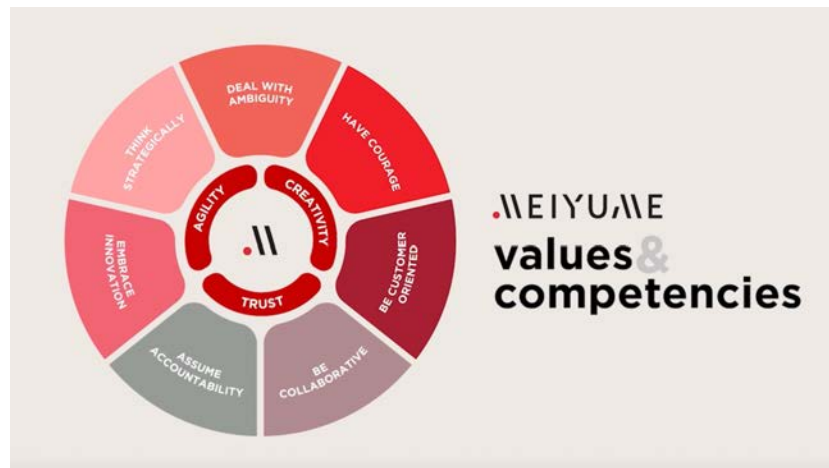 DEAL WITH
AMBIGUITY
HAVE COURAGE
BE CUSTOMER
ORIENTED
BE
COLLABORATIVE
ASSUME
ACCOUNTABILITY
EMBRACE
INNOVATION
THINK
STRATEGICALLY
AGILITY
CREATIVITY
TRUST
MEIYUME
values&
competencies